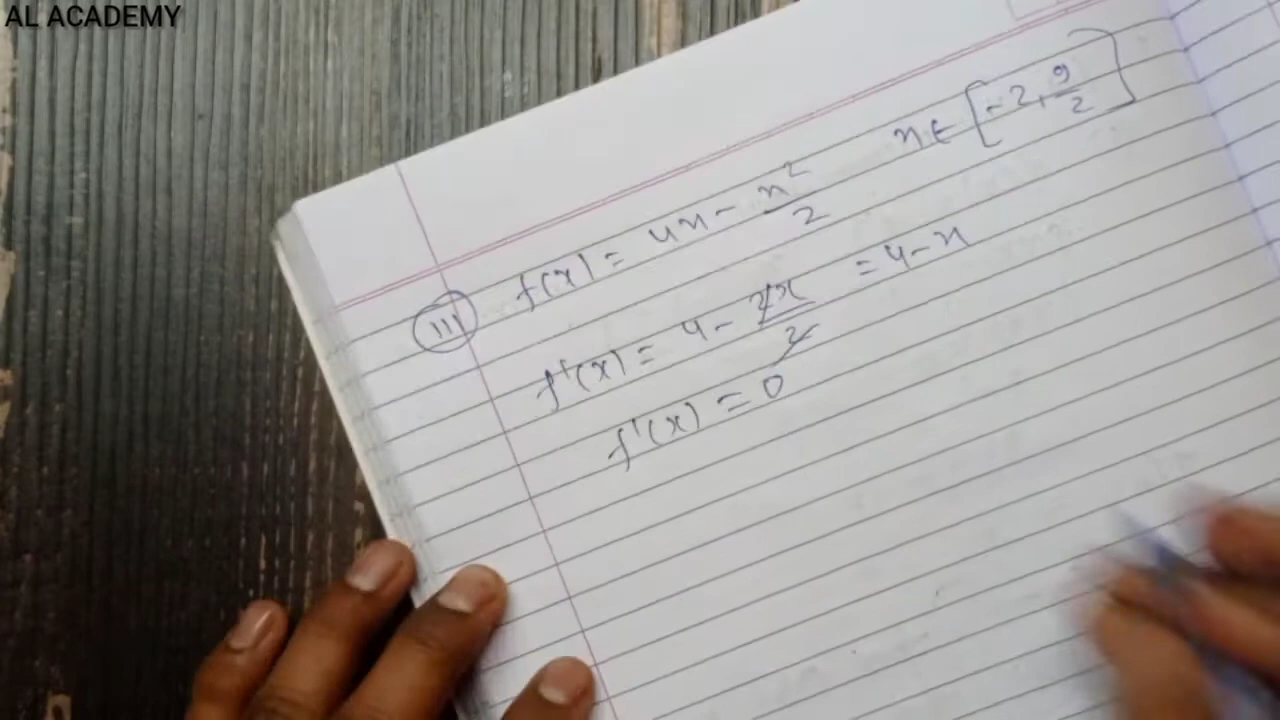 AL ACADEMY
(III) f(x) = 4x - x²/2 x ∈ [-2, 9/2]
f'(x) = 4 - 2x/2 = 4 - x
f'(x) = 0